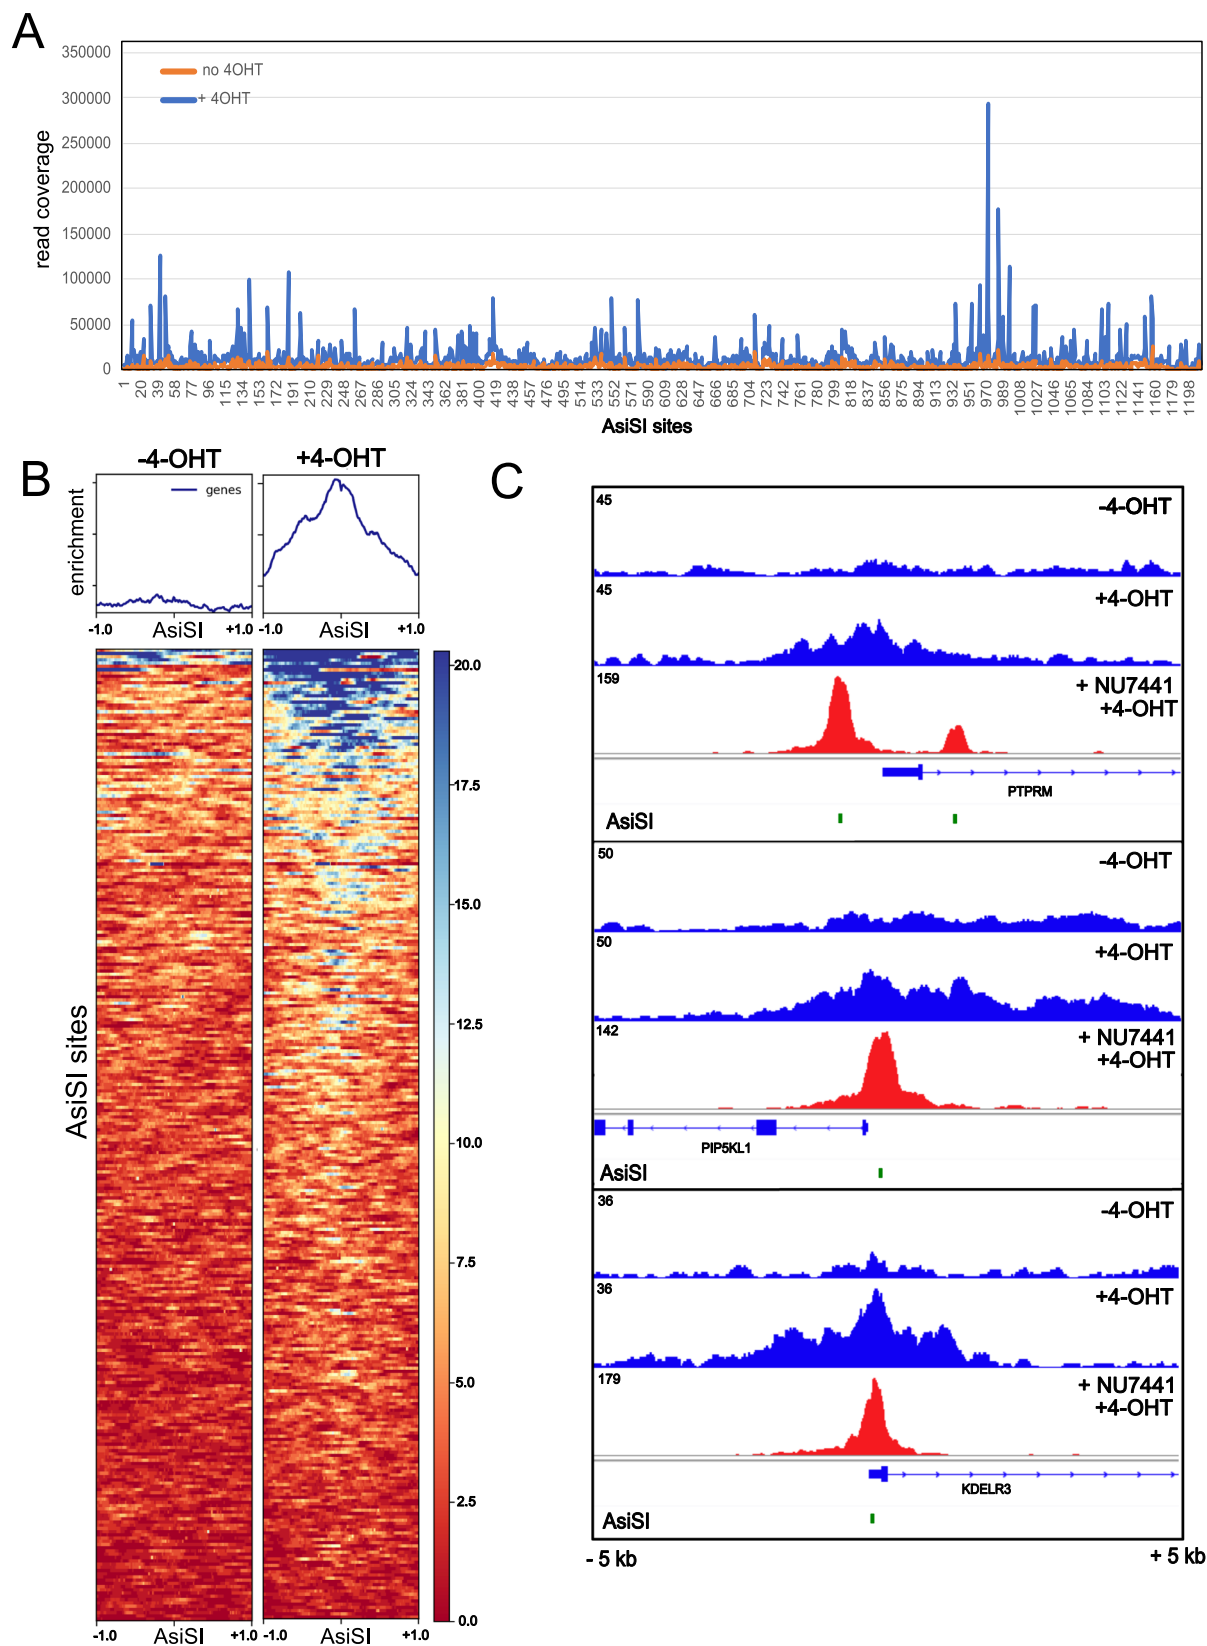 A
350000
300000
250000
200000
150000
100000
50000
0
read coverage
no 4OHT
+ 4OHT
1 20 39 58 77 96 115 134 153 172 191 210 229 248 267 286 305 324 343 362 381 400 419 438 457 476 495 514 533 552 571 590 609 628 647 666 685 704 723 742 761 780 799 818 837 856 875 894 913 932 951 970 989 1008 1027 1046 1065 1084 1103 1122 1141 1160 1179 1198
AsiSI sites
B
-4-OHT
+4-OHT
enrichment
genes
-1.0 AsiSI +1.0
-1.0 AsiSI +1.0
AsiSI sites
20.0
17.5
15.0
12.5
10.0
7.5
5.0
2.5
0.0
-1.0 AsiSI +1.0
-1.0 AsiSI +1.0
C
45
-4-OHT
45
+4-OHT
159
+ NU7441
+4-OHT
PTPRM
AsiSI
50
-4-OHT
50
+4-OHT
142
+ NU7441
+4-OHT
PIP5KL1
AsiSI
36
-4-OHT
36
+4-OHT
179
+ NU7441
+4-OHT
KDELR3
AsiSI
- 5 kb
+ 5 kb